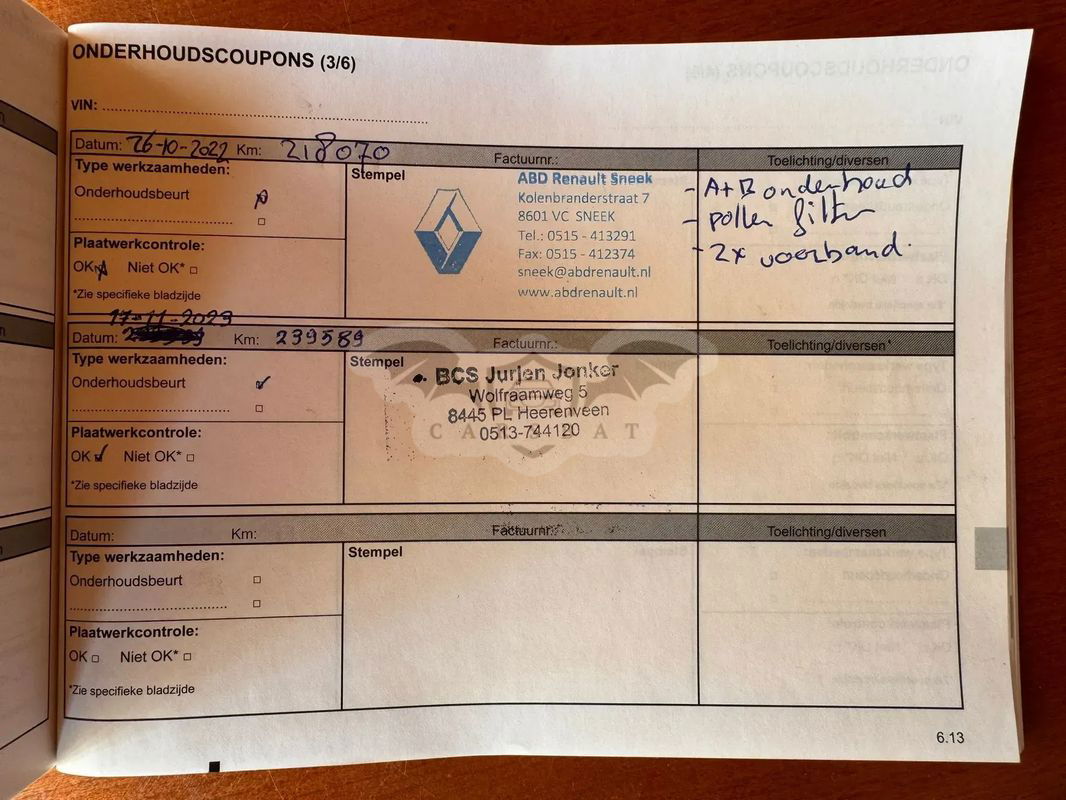 ONDERHOUDSCOUPONS (3/6)
VIN: ..........................................................................
Datum: 26-10-2022 Km: 218070 Factuurnr.: Toelichting/diversen
Type werkzaamheden:
Onderhoudsbeurt
Plaatwerkcontrole:
OK Niet OK*
*Zie specifieke bladzijde
Stempel
ABD Renault Sneek
Kolenbranderstraat 7
8601 VC SNEEK
Tel.: 0515 - 413291
Fax: 0515 - 412374
sneek@abdrenault.nl
www.abdrenault.nl
- A+B onderhoud
- pollen filter
- 2x voorband.
17-11-2023
Datum: Km: 239589 Factuurnr.: Toelichting/diversen
Type werkzaamheden:
Onderhoudsbeurt
Plaatwerkcontrole:
OK Niet OK*
*Zie specifieke bladzijde
Stempel
BCS Jurjen Jonker
Wolfraamweg 5
8445 PL Heerenveen
0513-744120
Datum: Km: Factuurnr.: Toelichting/diversen
Type werkzaamheden:
Onderhoudsbeurt
Plaatwerkcontrole:
OK Niet OK*
*Zie specifieke bladzijde
Stempel
6.13